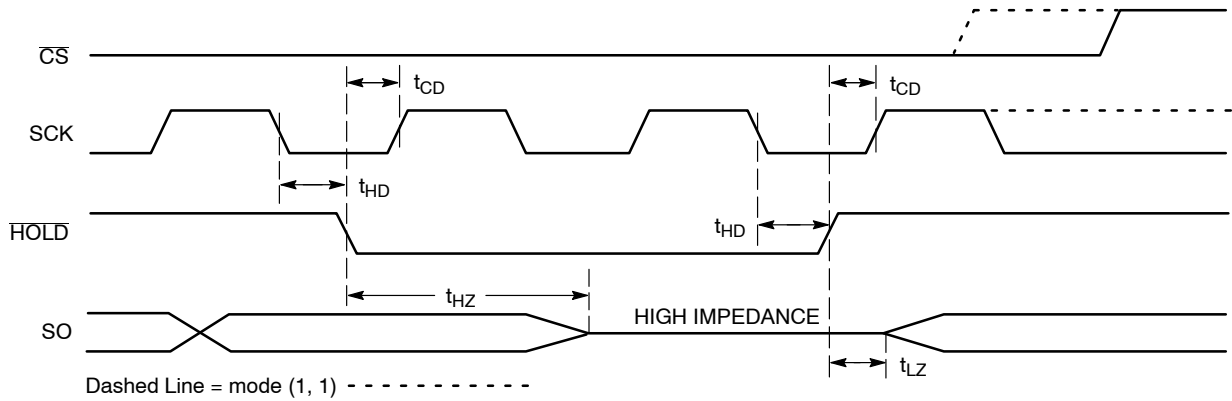 CS
tCD
tCD
SCK
tHD
HOLD
tHD
tHZ
SO
HIGH IMPEDANCE
tLZ
Dashed Line = mode (1, 1)